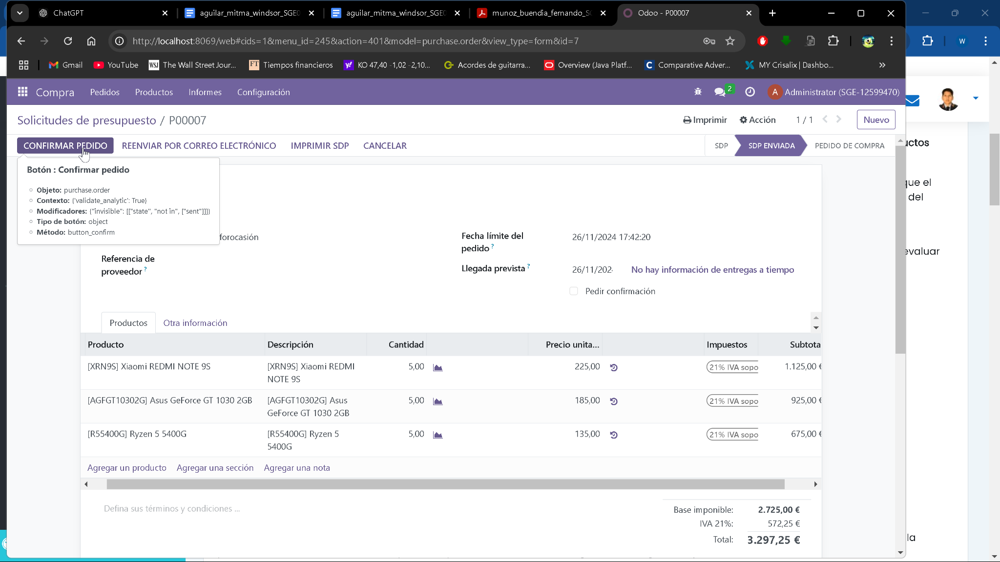 ChatGPT
aguilar_mitma_windsor_SGE0
aguilar_mitma_windsor_SGE0
munoz_buendia_fernando_S
Odoo - P00007
http://localhost:8069/web#cids=1&menu_id=245&action=401&model=purchase.order&view_type=form&id=7
W
Gmail
YouTube
WSJ The Wall Street Jour...
FT Tiempos financieros
KO 47,40 -1,02 -2,10...
Acordes de guitarra...
Overview (Java Platf...
C Comparative Adver...
MY Crisalix | Dashbo...
Compra
Pedidos
Productos
Informes
Configuración
2
A Administrator (SGE-12599470)
Solicitudes de presupuesto / P00007
Imprimir
Acción
1 / 1
Nuevo
CONFIRMAR PEDIDO
REENVIAR POR CORREO ELECTRÓNICO
IMPRIMIR SDP
CANCELAR
SDP
SDP ENVIADA
PEDIDO DE COMPRA
uctos
Botón : Confirmar pedido
Objeto: purchase.order
Contexto: {'validate_analytic': True}
Modificadores: {"invisible": [["state", "not in", ["sent"]]]}
Tipo de botón: object
Método: button_confirm
que el
del
evaluar
forocasión
Referencia de
proveedor ?
Fecha límite del
pedido ?
26/11/2024 17:42:20
Llegada prevista ?
26/11/202
No hay información de entregas a tiempo
Pedir confirmación
Productos
Otra información
Producto
Descripción
Cantidad
Precio unita...
Impuestos
Subtota
[XRN9S] Xiaomi REDMI NOTE 9S
[XRN9S] Xiaomi REDMI
NOTE 9S
5,00
225,00
21% IVA sopo
1.125,00 €
[AGFGT10302G] Asus GeForce GT 1030 2GB
[AGFGT10302G] Asus
GeForce GT 1030 2GB
5,00
185,00
21% IVA sopo
925,00 €
[R55400G] Ryzen 5 5400G
[R55400G] Ryzen 5
5400G
5,00
135,00
21% IVA sopo
675,00 €
Agregar un producto
Agregar una sección
Agregar una nota
Defina sus términos y condiciones ...
Base imponible: 2.725,00 €
IVA 21%: 572,25 €
Total: 3.297,25 €
la